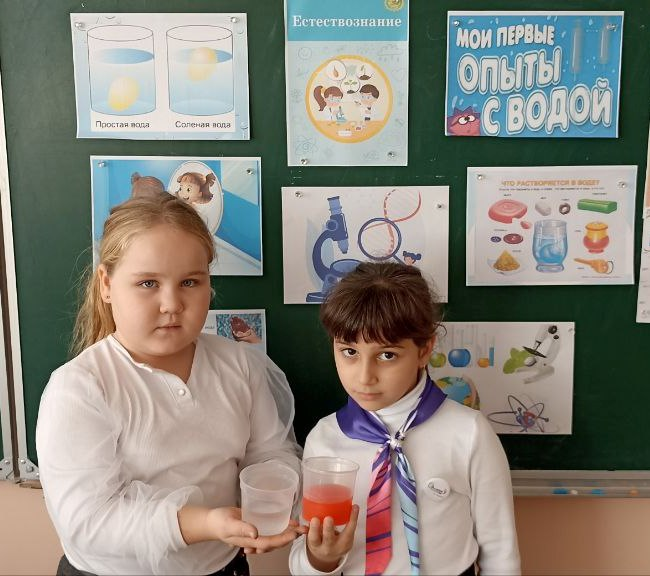 Простая вода
Соленая вода
Естествознание
МОИ ПЕРВЫЕ
ОПЫТЫ
С ВОДОЙ
ЧТО РАСТВОРЯЕТСЯ В ВОДЕ?